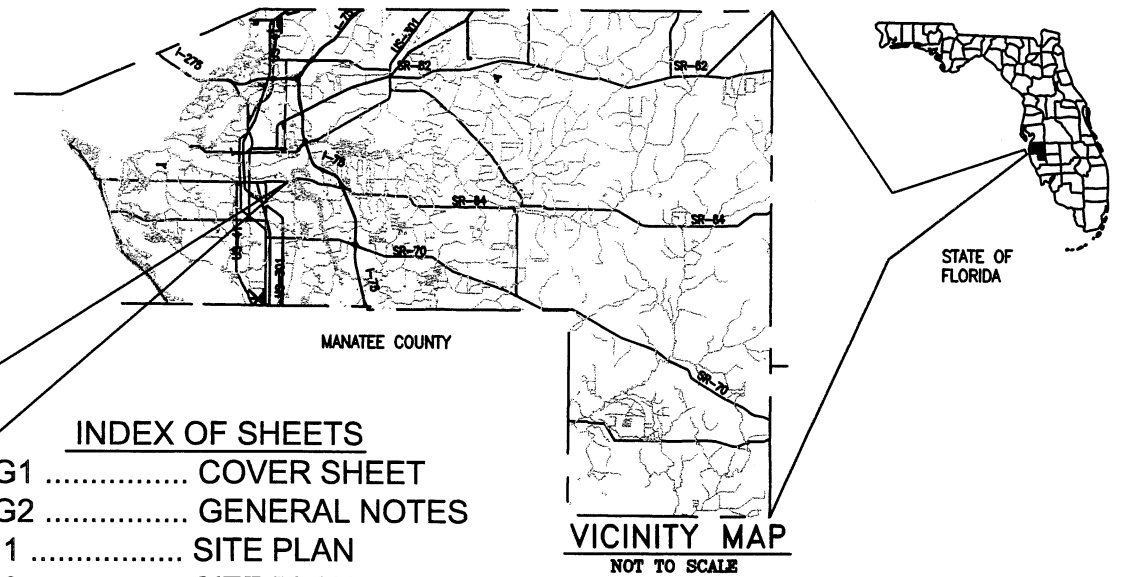 I-275
I-75
US-301
SR-62
SR-62
I-75
SR-64
SR-64
SR-70
I-75
US-301
SR-70
MANATEE COUNTY
STATE OF
FLORIDA
INDEX OF SHEETS
G1 ............... COVER SHEET
G2 ............... GENERAL NOTES
1 ................ SITE PLAN
VICINITY MAP
NOT TO SCALE